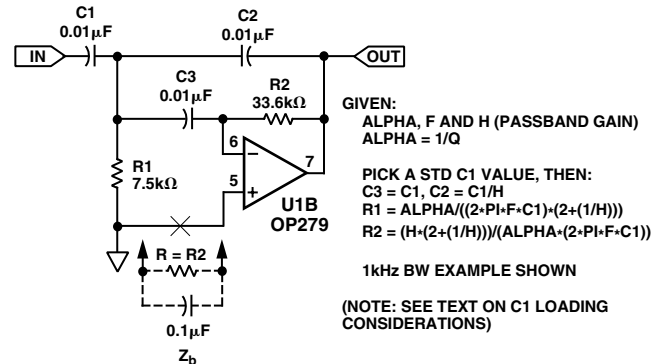 C1
0.01µF
C2
0.01µF
IN
OUT
C3
0.01µF
R2
33.6kΩ
R1
7.5kΩ
6
–
7
5
+
U1B
OP279
R = R2
0.1µF
Zb
GIVEN:
ALPHA, F AND H (PASSBAND GAIN)
ALPHA = 1/Q
PICK A STD C1 VALUE, THEN:
C3 = C1, C2 = C1/H
R1 = ALPHA/((2*PI*F*C1)*(2+(1/H)))
R2 = (H*(2+(1/H)))/(ALPHA*(2*PI*F*C1))
1kHz BW EXAMPLE SHOWN
(NOTE: SEE TEXT ON C1 LOADING
CONSIDERATIONS)